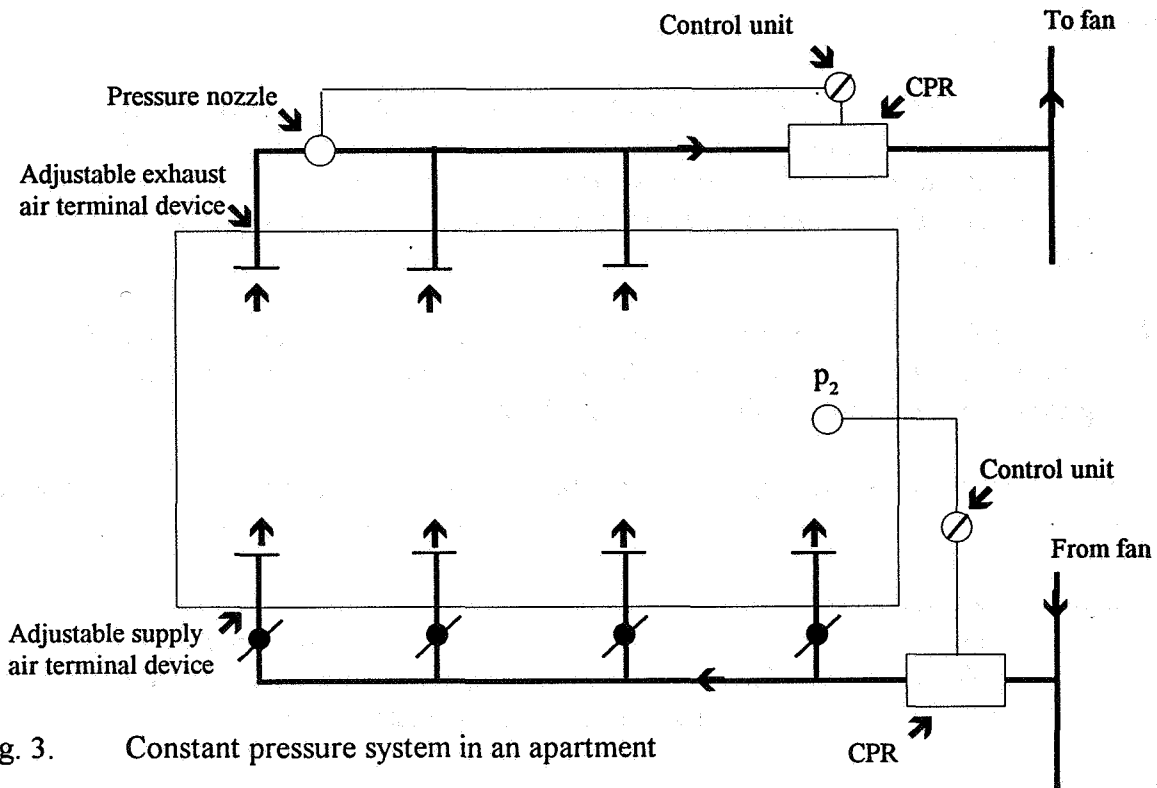 To fan
Control unit
CPR
Pressure nozzle
Adjustable exhaust
air terminal device
p2
Control unit
From fan
Adjustable supply
air terminal device
CPR
g. 3. Constant pressure system in an apartment